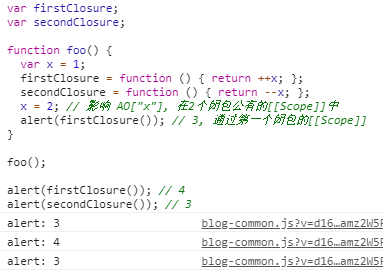 var firstClosure;
var secondClosure;
function foo() {
  var x = 1;
  firstClosure = function () { return ++x; };
  secondClosure = function () { return --x; };
  x = 2; // 影响 AO["x"], 在2个闭包公有的[[Scope]]中
  alert(firstClosure()); // 3, 通过第一个闭包的[[Scope]]
}
foo();
alert(firstClosure()); // 4
alert(secondClosure()); // 3
alert: 3 blog-common.js?v=d16…amz2W5F
alert: 4 blog-common.js?v=d16…amz2W5F
alert: 3 blog-common.js?v=d16…amz2W5F